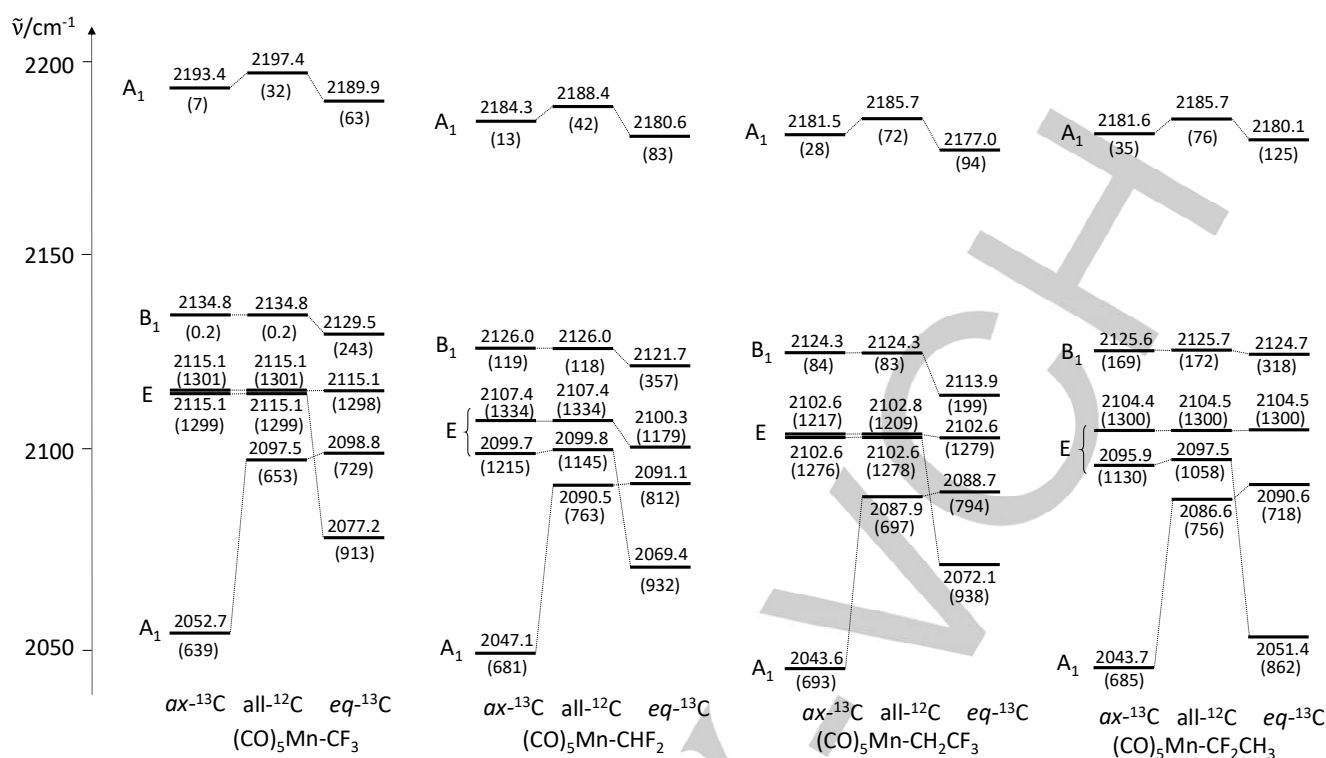 ṽ/cm⁻¹
2200
2150
2100
2050
A₁ 2193.4 2197.4 2189.9
(7) (32) (63)
B₁ 2134.8 2134.8 2129.5
(0.2) (0.2) (243)
E 2115.1 2115.1 2115.1
(1301) (1301) (1298)
2115.1 2115.1 2077.2
(1299) (1299) (913)
A₁ 2052.7 2097.5 2098.8
(639) (653) (729)
ax-¹³C all-¹²C eq-¹³C
(CO)₅Mn-CF₃
A₁ 2184.3 2188.4 2180.6
(13) (42) (83)
B₁ 2126.0 2126.0 2121.7
(119) (118) (357)
E 2107.4 2107.4 2100.3
(1334) (1334) (1179)
2099.7 2099.8 2069.4
(1215) (1145) (932)
A₁ 2047.1 2090.5 2091.1
(681) (763) (812)
ax-¹³C all-¹²C eq-¹³C
(CO)₅Mn-CHF₂
A₁ 2181.5 2185.7 2177.0
(28) (72) (94)
B₁ 2124.3 2124.3 2113.9
(84) (83) (199)
E 2102.6 2102.8 2102.6
(1217) (1209) (1279)
2102.6 2102.6 2072.1
(1276) (1278) (938)
A₁ 2043.6 2087.9 2088.7
(693) (697) (794)
ax-¹³C all-¹²C eq-¹³C
(CO)₅Mn-CH₂CF₃
A₁ 2181.6 2185.7 2180.1
(35) (76) (125)
B₁ 2125.6 2125.7 2124.7
(169) (172) (318)
E 2104.4 2104.5 2104.5
(1300) (1300) (1300)
2095.9 2097.5 2051.4
(1130) (1058) (862)
A₁ 2043.7 2086.6 2090.6
(685) (756) (718)
ax-¹³C all-¹²C eq-¹³C
(CO)₅Mn-CF₂CH₃
-VCH